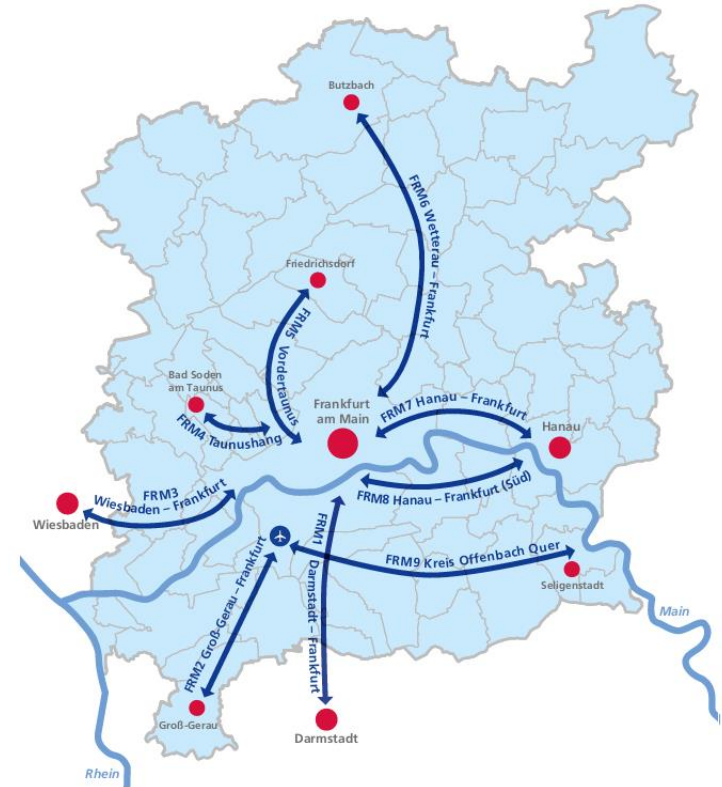 Butzbach
FRM6 Wetterau – Frankfurt
Friedrichsdorf
FRM5 Vordertaunus
Bad Soden
am Taunus
FRM4 Taunushang
Frankfurt
am Main
FRM7 Hanau – Frankfurt
Hanau
FRM3
Wiesbaden – Frankfurt
Wiesbaden
FRM8 Hanau – Frankfurt (Süd)
FRM1 Darmstadt – Frankfurt
FRM9 Kreis Offenbach Quer
Seligenstadt
FRM2 Groß-Gerau – Frankfurt
Main
Groß-Gerau
Darmstadt
Rhein